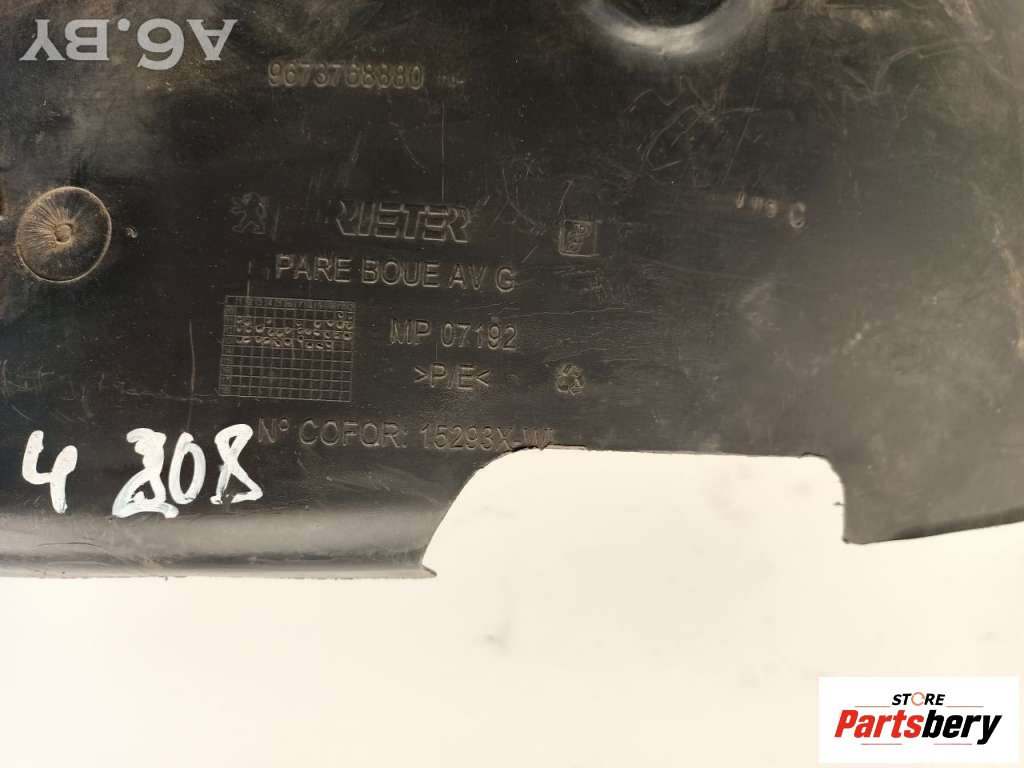 A6.BY
9673768880
RIETER
PARE BOUE AV G
MP 07192
>P/E<
N° COFOR: 15293X-
4 308
STORE
Partsbery